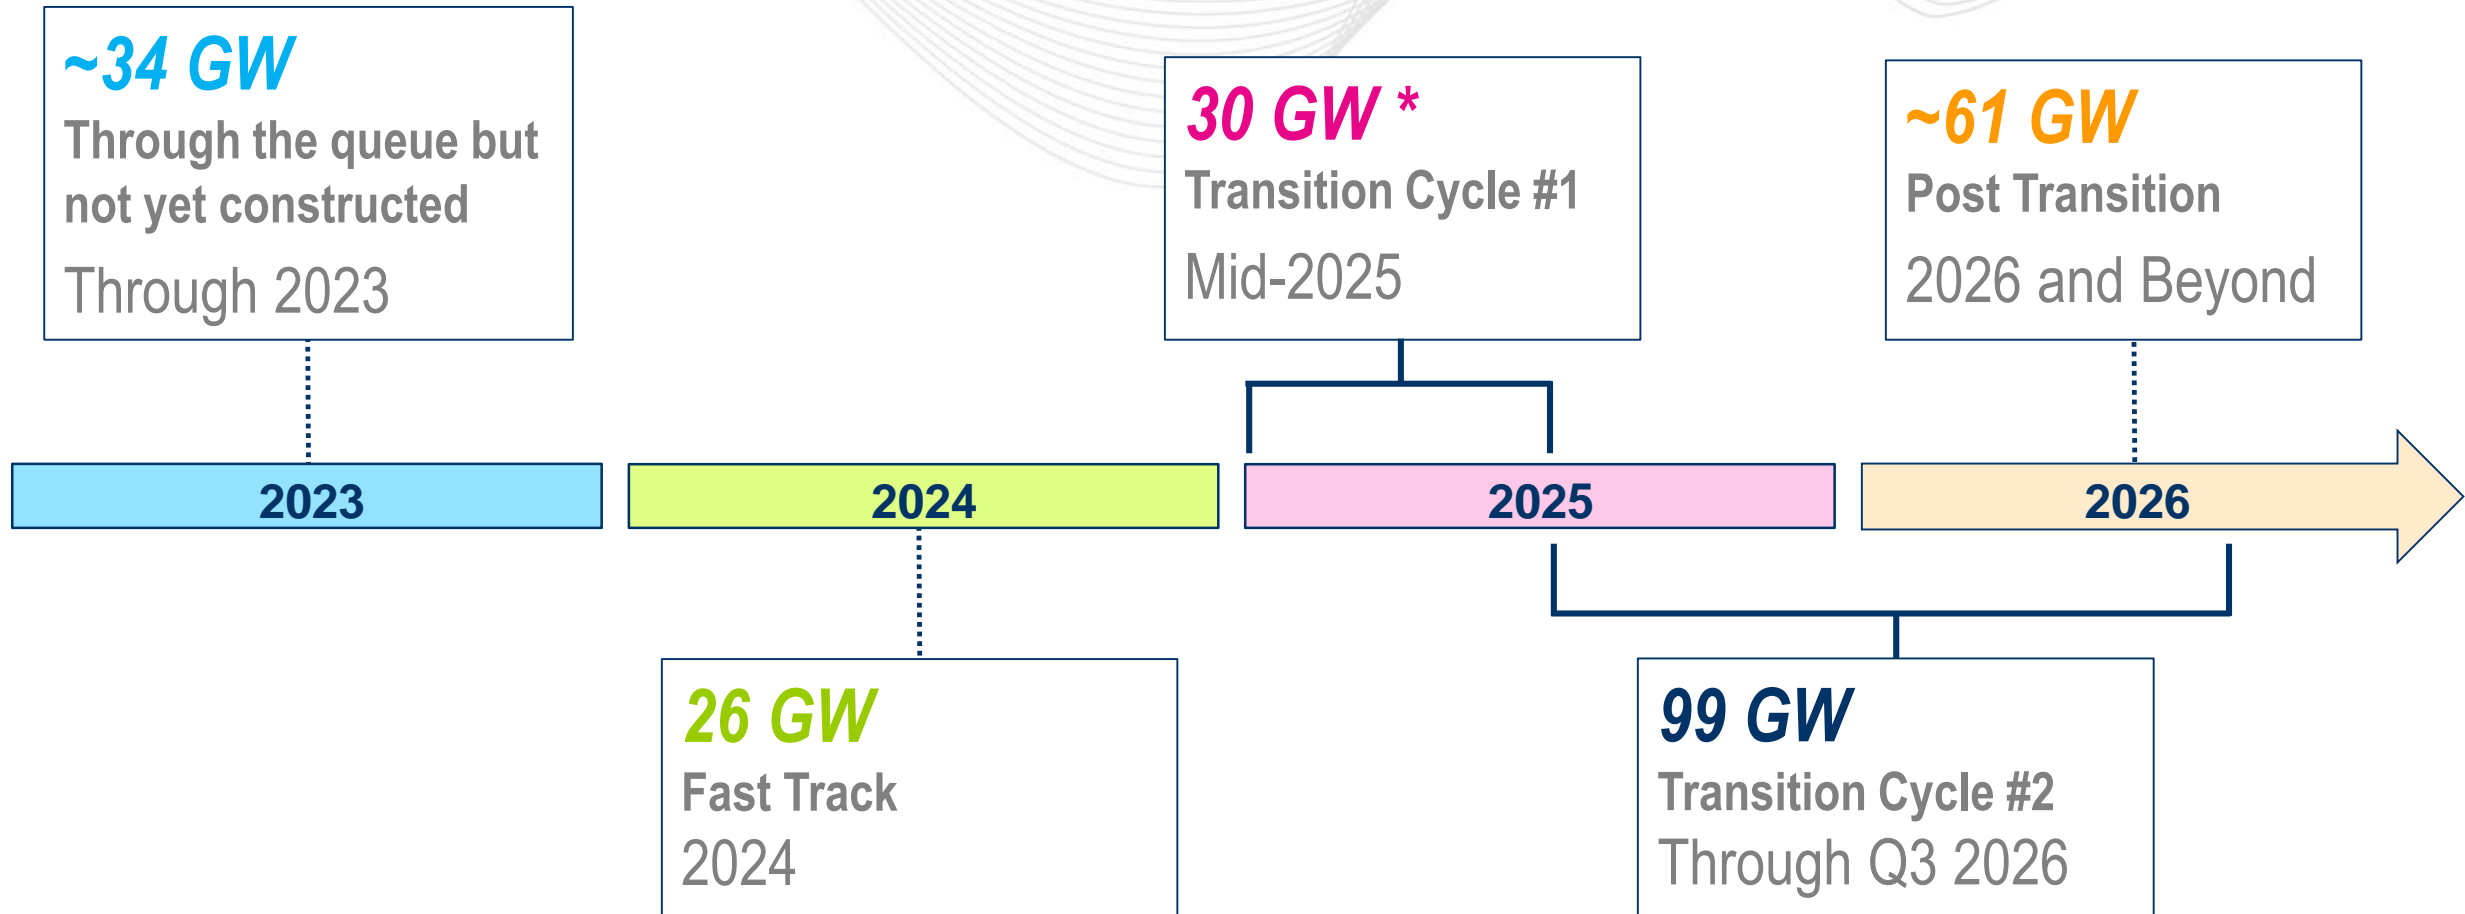 ~34 GW
Through the queue but
not yet constructed
Through 2023
30 GW *
Transition Cycle #1
Mid-2025
~61 GW
Post Transition
2026 and Beyond
2023
2024
2025
2026
26 GW
Fast Track
2024
99 GW
Transition Cycle #2
Through Q3 2026